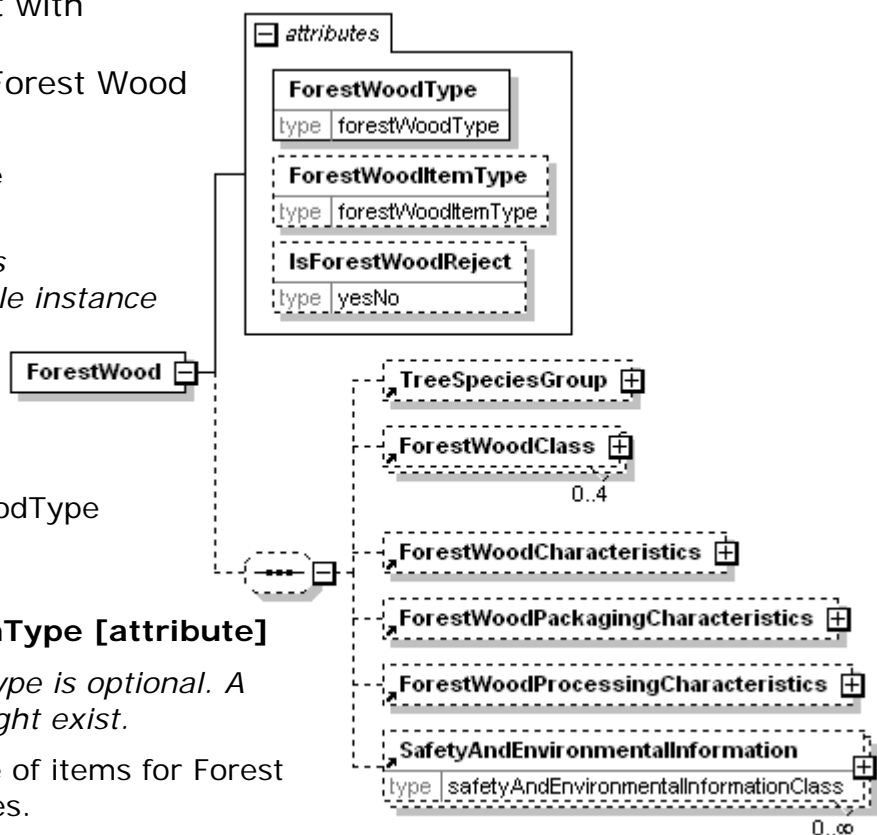 t with
Forest Wood
e
s
le instance
odType
nType [attribute]
ype is optional. A
ght exist.
e of items for Forest
es.
attributes
ForestWoodType
type forestWoodType
ForestWoodItemType
type forestWoodItemType
IsForestWoodReject
type yesNo
ForestWood
TreeSpeciesGroup
ForestWoodClass
0..4
ForestWoodCharacteristics
ForestWoodPackagingCharacteristics
ForestWoodProcessingCharacteristics
SafetyAndEnvironmentalInformation
type safetyAndEnvironmentalInformationClass
0..∞